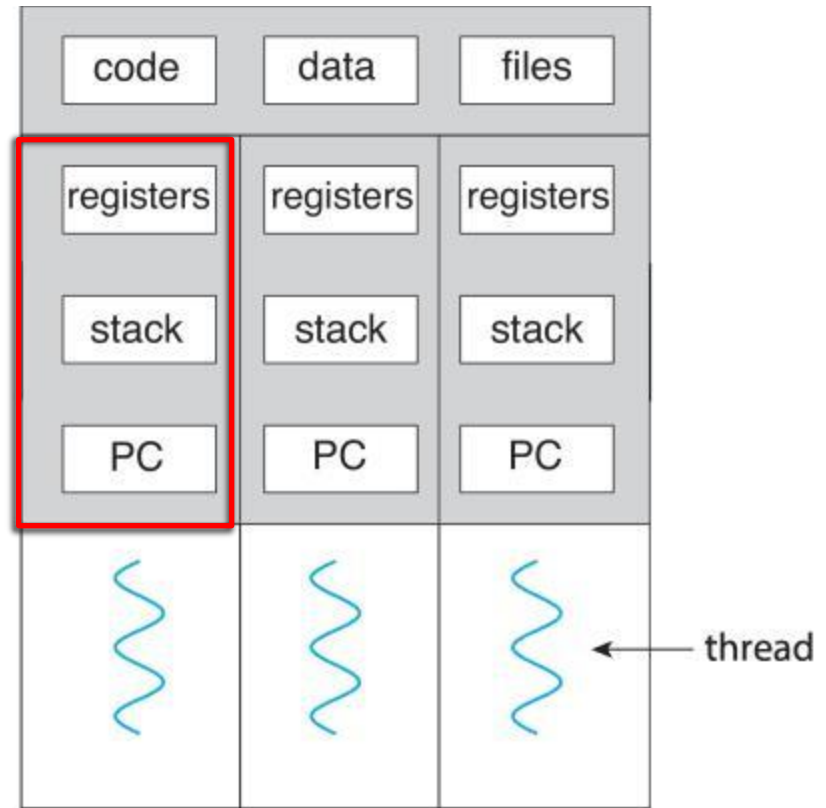 code data files
registers registers registers
stack stack stack
PC PC PC
thread